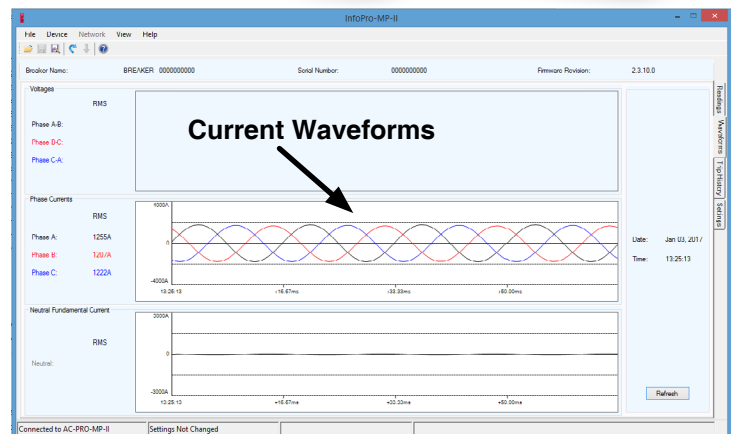 InfoPro-MP-II
File Device Network View Help
Breaker Name: BREAKER 0000000000 Serial Number: 0000000000 Firmware Revision: 2.3.10.0
Voltages
RMS
Phase A-B:
Phase B-C:
Phase C-A:
Current Waveforms
Phase Currents
RMS
Phase A: 1255A
Phase B: 1207A
Phase C: 1222A
4000A
0
-4000A
13:25:13 +16.67ms +33.33ms +50.00ms
Neutral Fundamental Current
RMS
Neutral:
3000A
0
-3000A
13:25:13 +16.67ms +33.33ms +50.00ms
Date: Jan 03, 2017
Time: 13:25:13
Refresh
Readings
Waveforms
Trip History
Settings
Connected to AC-PRO-MP-II Settings Not Changed